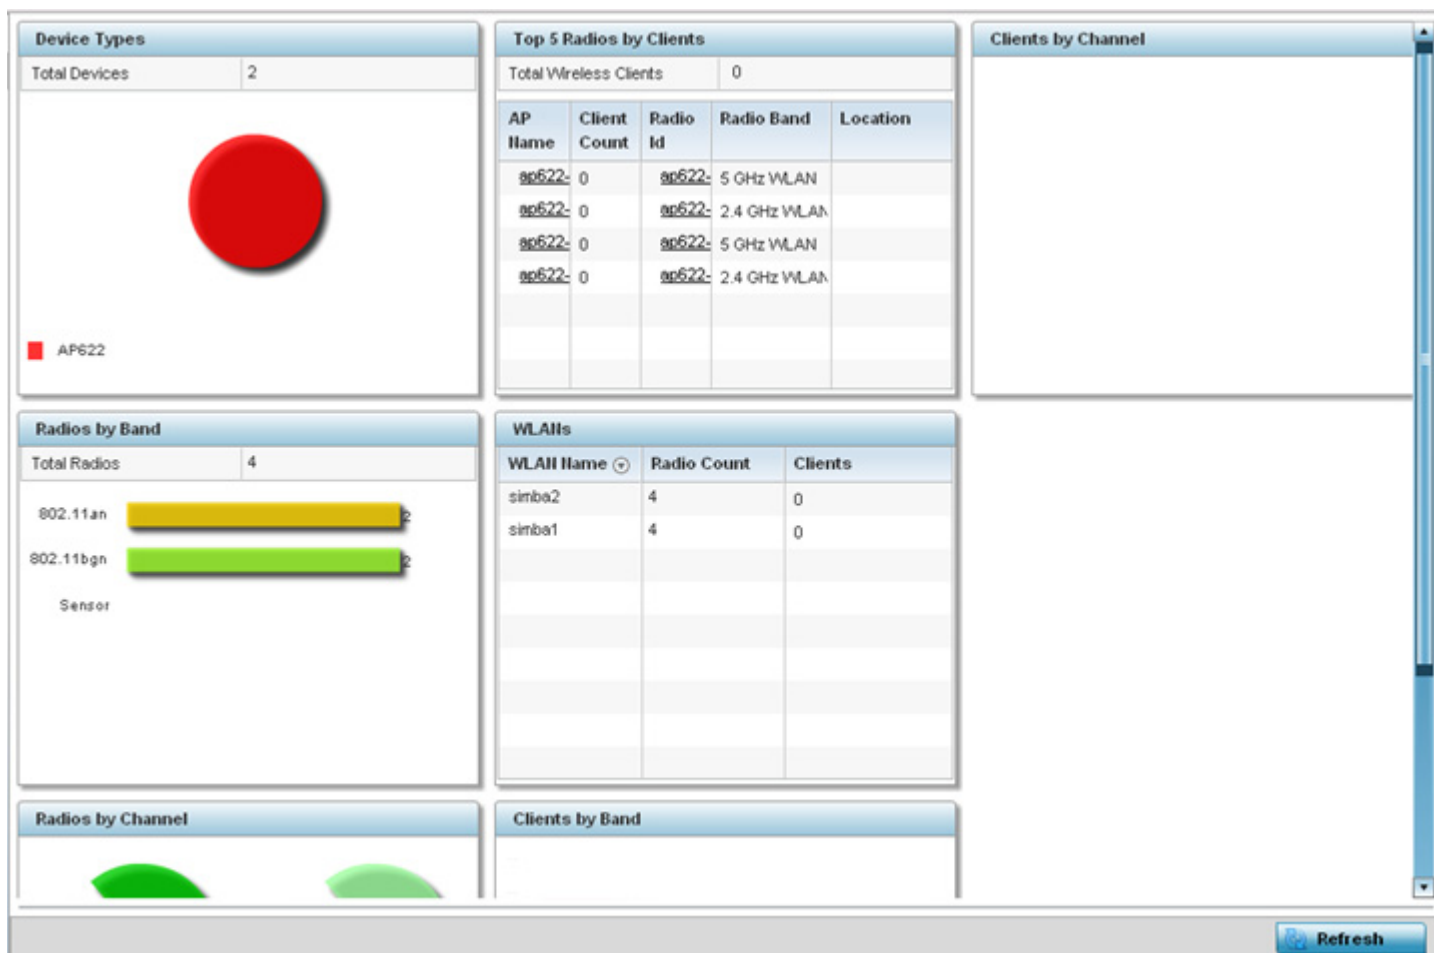 Device Types
Total Devices 2
AP622
Top 5 Radios by Clients
Total Wireless Clients 0
AP Name Client Count Radio Id Radio Band Location
ap622- 0 ap622- 5 GHz WLAN
ap622- 0 ap622- 2.4 GHz WLAN
ap622- 0 ap622- 5 GHz WLAN
ap622- 0 ap622- 2.4 GHz WLAN
Clients by Channel
Radios by Band
Total Radios 4
802.11an 2
802.11bgn 2
Sensor
WLANs
WLAN Name Radio Count Clients
simba2 4 0
simba1 4 0
Radios by Channel
Clients by Band
Refresh